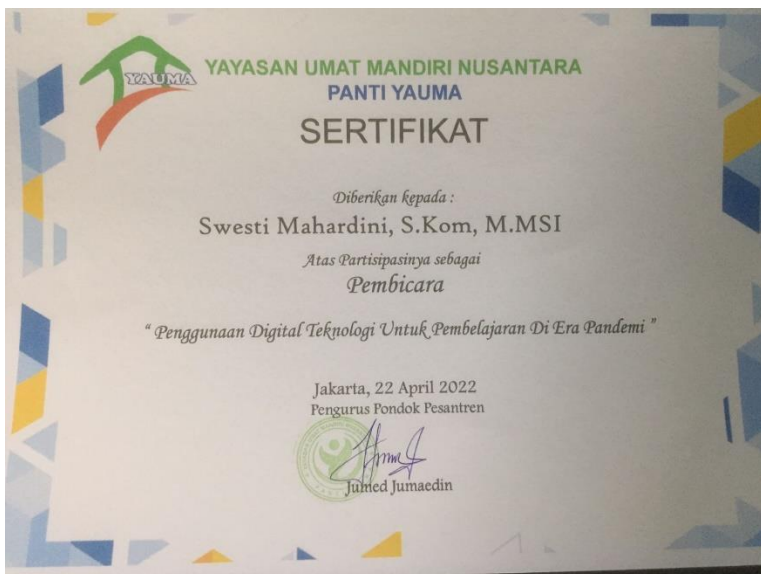 YAUMA
YAYASAN UMAT MANDIRI NUSANTARA
PANTI YAUMA
SERTIFIKAT
Diberikan kepada :
Swesti Mahardini, S.Kom, M.MSI
Atas Partisipasinya sebagai
Pembicara
“ Penggunaan Digital Teknologi Untuk Pembelajaran Di Era Pandemi ”
Jakarta, 22 April 2022
Pengurus Pondok Pesantren
Jumed Jumaedin